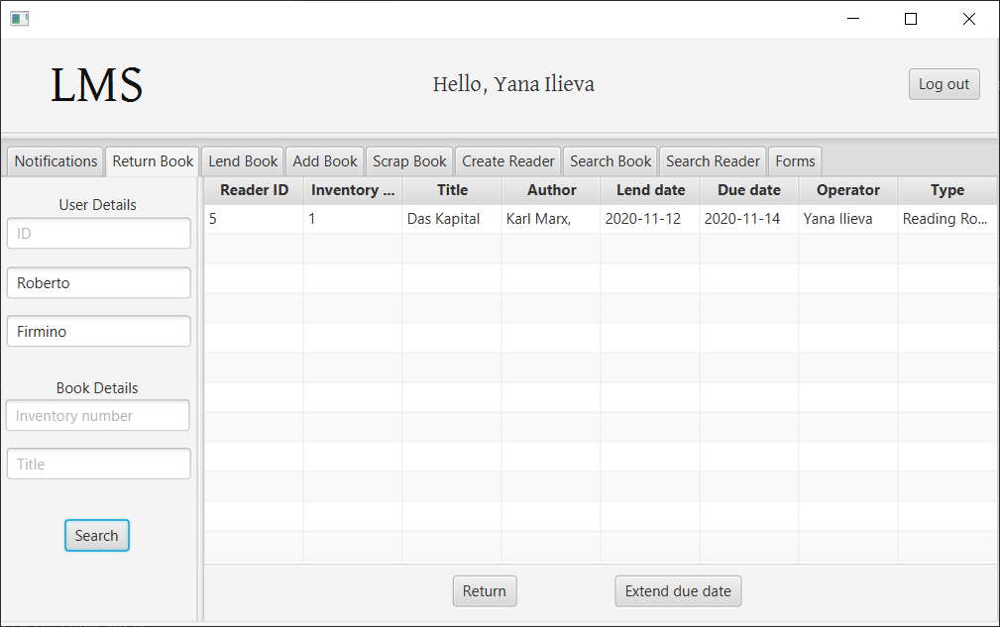 LMS
Hello, Yana Ilieva
Log out
Notifications Return Book Lend Book Add Book Scrap Book Create Reader Search Book Search Reader Forms
User Details
ID
Roberto
Firmino
Book Details
Inventory number
Title
Search
Reader ID Inventory ... Title Author Lend date Due date Operator Type
5 1 Das Kapital Karl Marx, 2020-11-12 2020-11-14 Yana Ilieva Reading Ro...
Return Extend due date